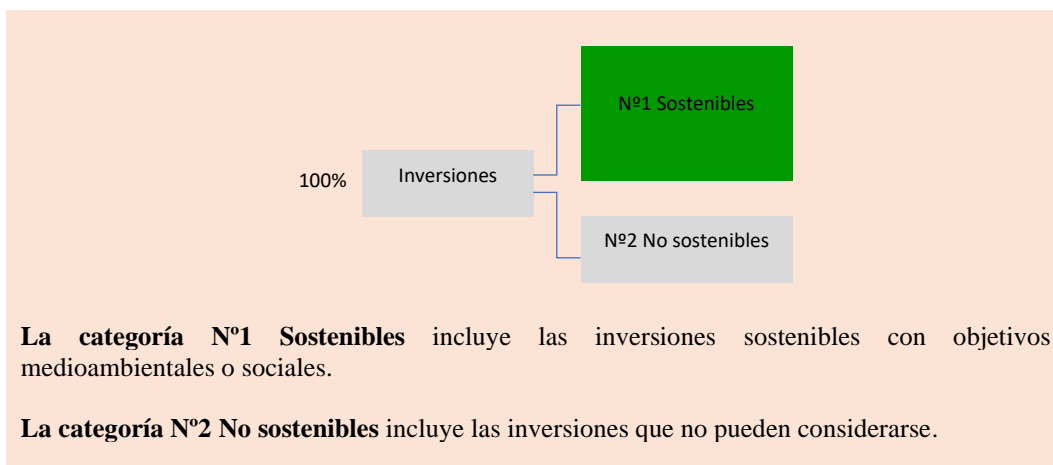 Nº1 Sostenibles
100%
Inversiones
Nº2 No sostenibles
La categoría Nº1 Sostenibles incluye las inversiones sostenibles con objetivos
medioambientales o sociales.
La categoría Nº2 No sostenibles incluye las inversiones que no pueden considerarse.